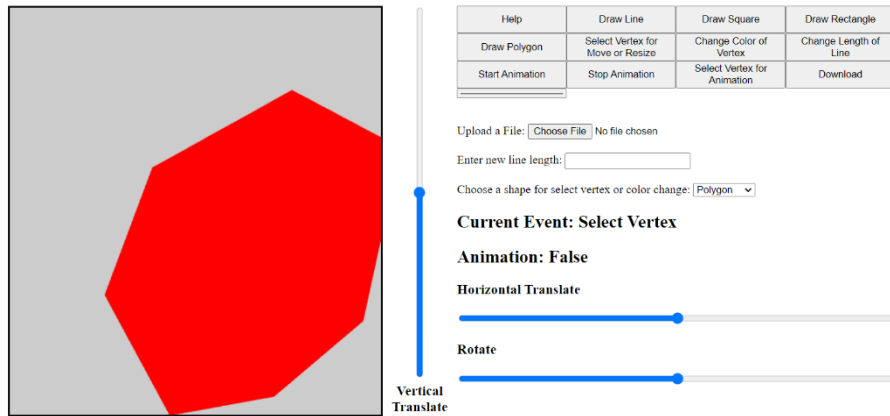 Help Draw Line Draw Square Draw Rectangle
Draw Polygon Select Vertex for Move or Resize Change Color of Vertex Change Length of Line
Start Animation Stop Animation Select Vertex for Animation Download
Upload a File: Choose File No file chosen
Enter new line length:
Choose a shape for select vertex or color change: Polygon
Current Event: Select Vertex
Animation: False
Horizontal Translate
Rotate
Vertical
Translate